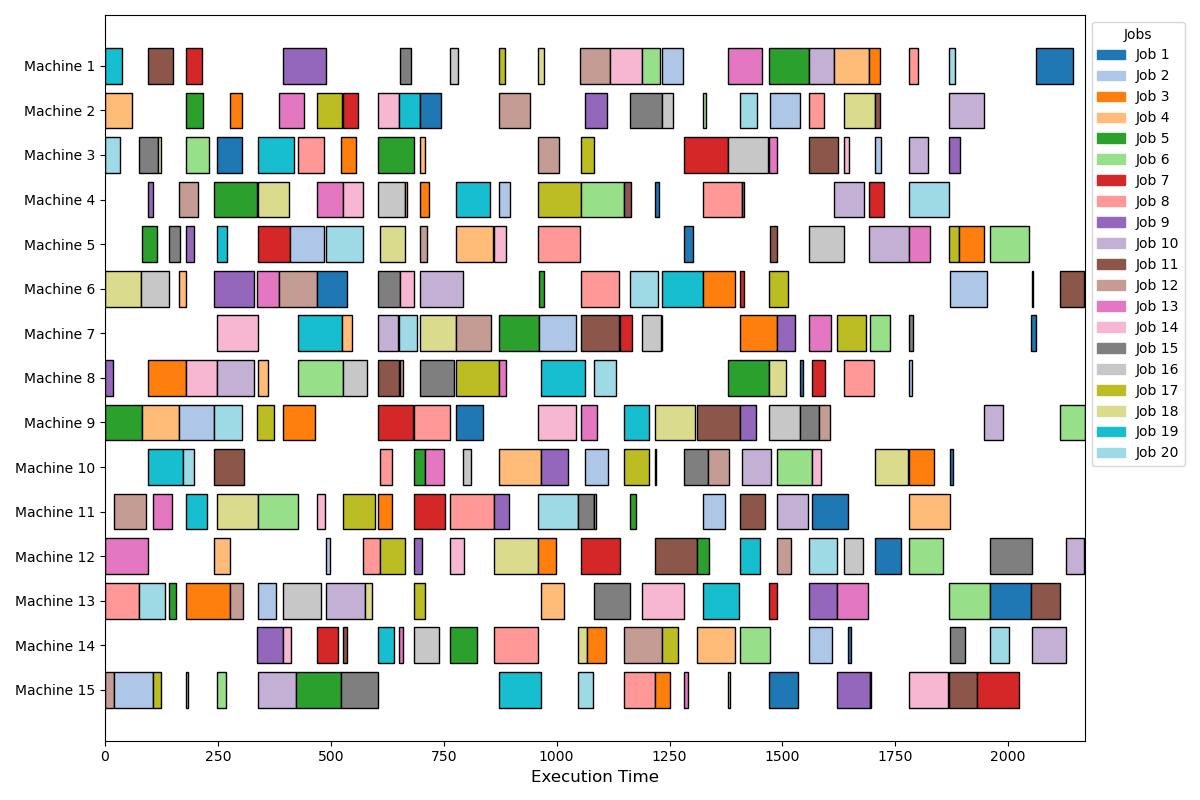 Machine 1
Machine 2
Machine 3
Machine 4
Machine 5
Machine 6
Machine 7
Machine 8
Machine 9
Machine 10
Machine 11
Machine 12
Machine 13
Machine 14
Machine 15
0 250 500 750 1000 1250 1500 1750 2000
Execution Time
Jobs
Job 1
Job 2
Job 3
Job 4
Job 5
Job 6
Job 7
Job 8
Job 9
Job 10
Job 11
Job 12
Job 13
Job 14
Job 15
Job 16
Job 17
Job 18
Job 19
Job 20